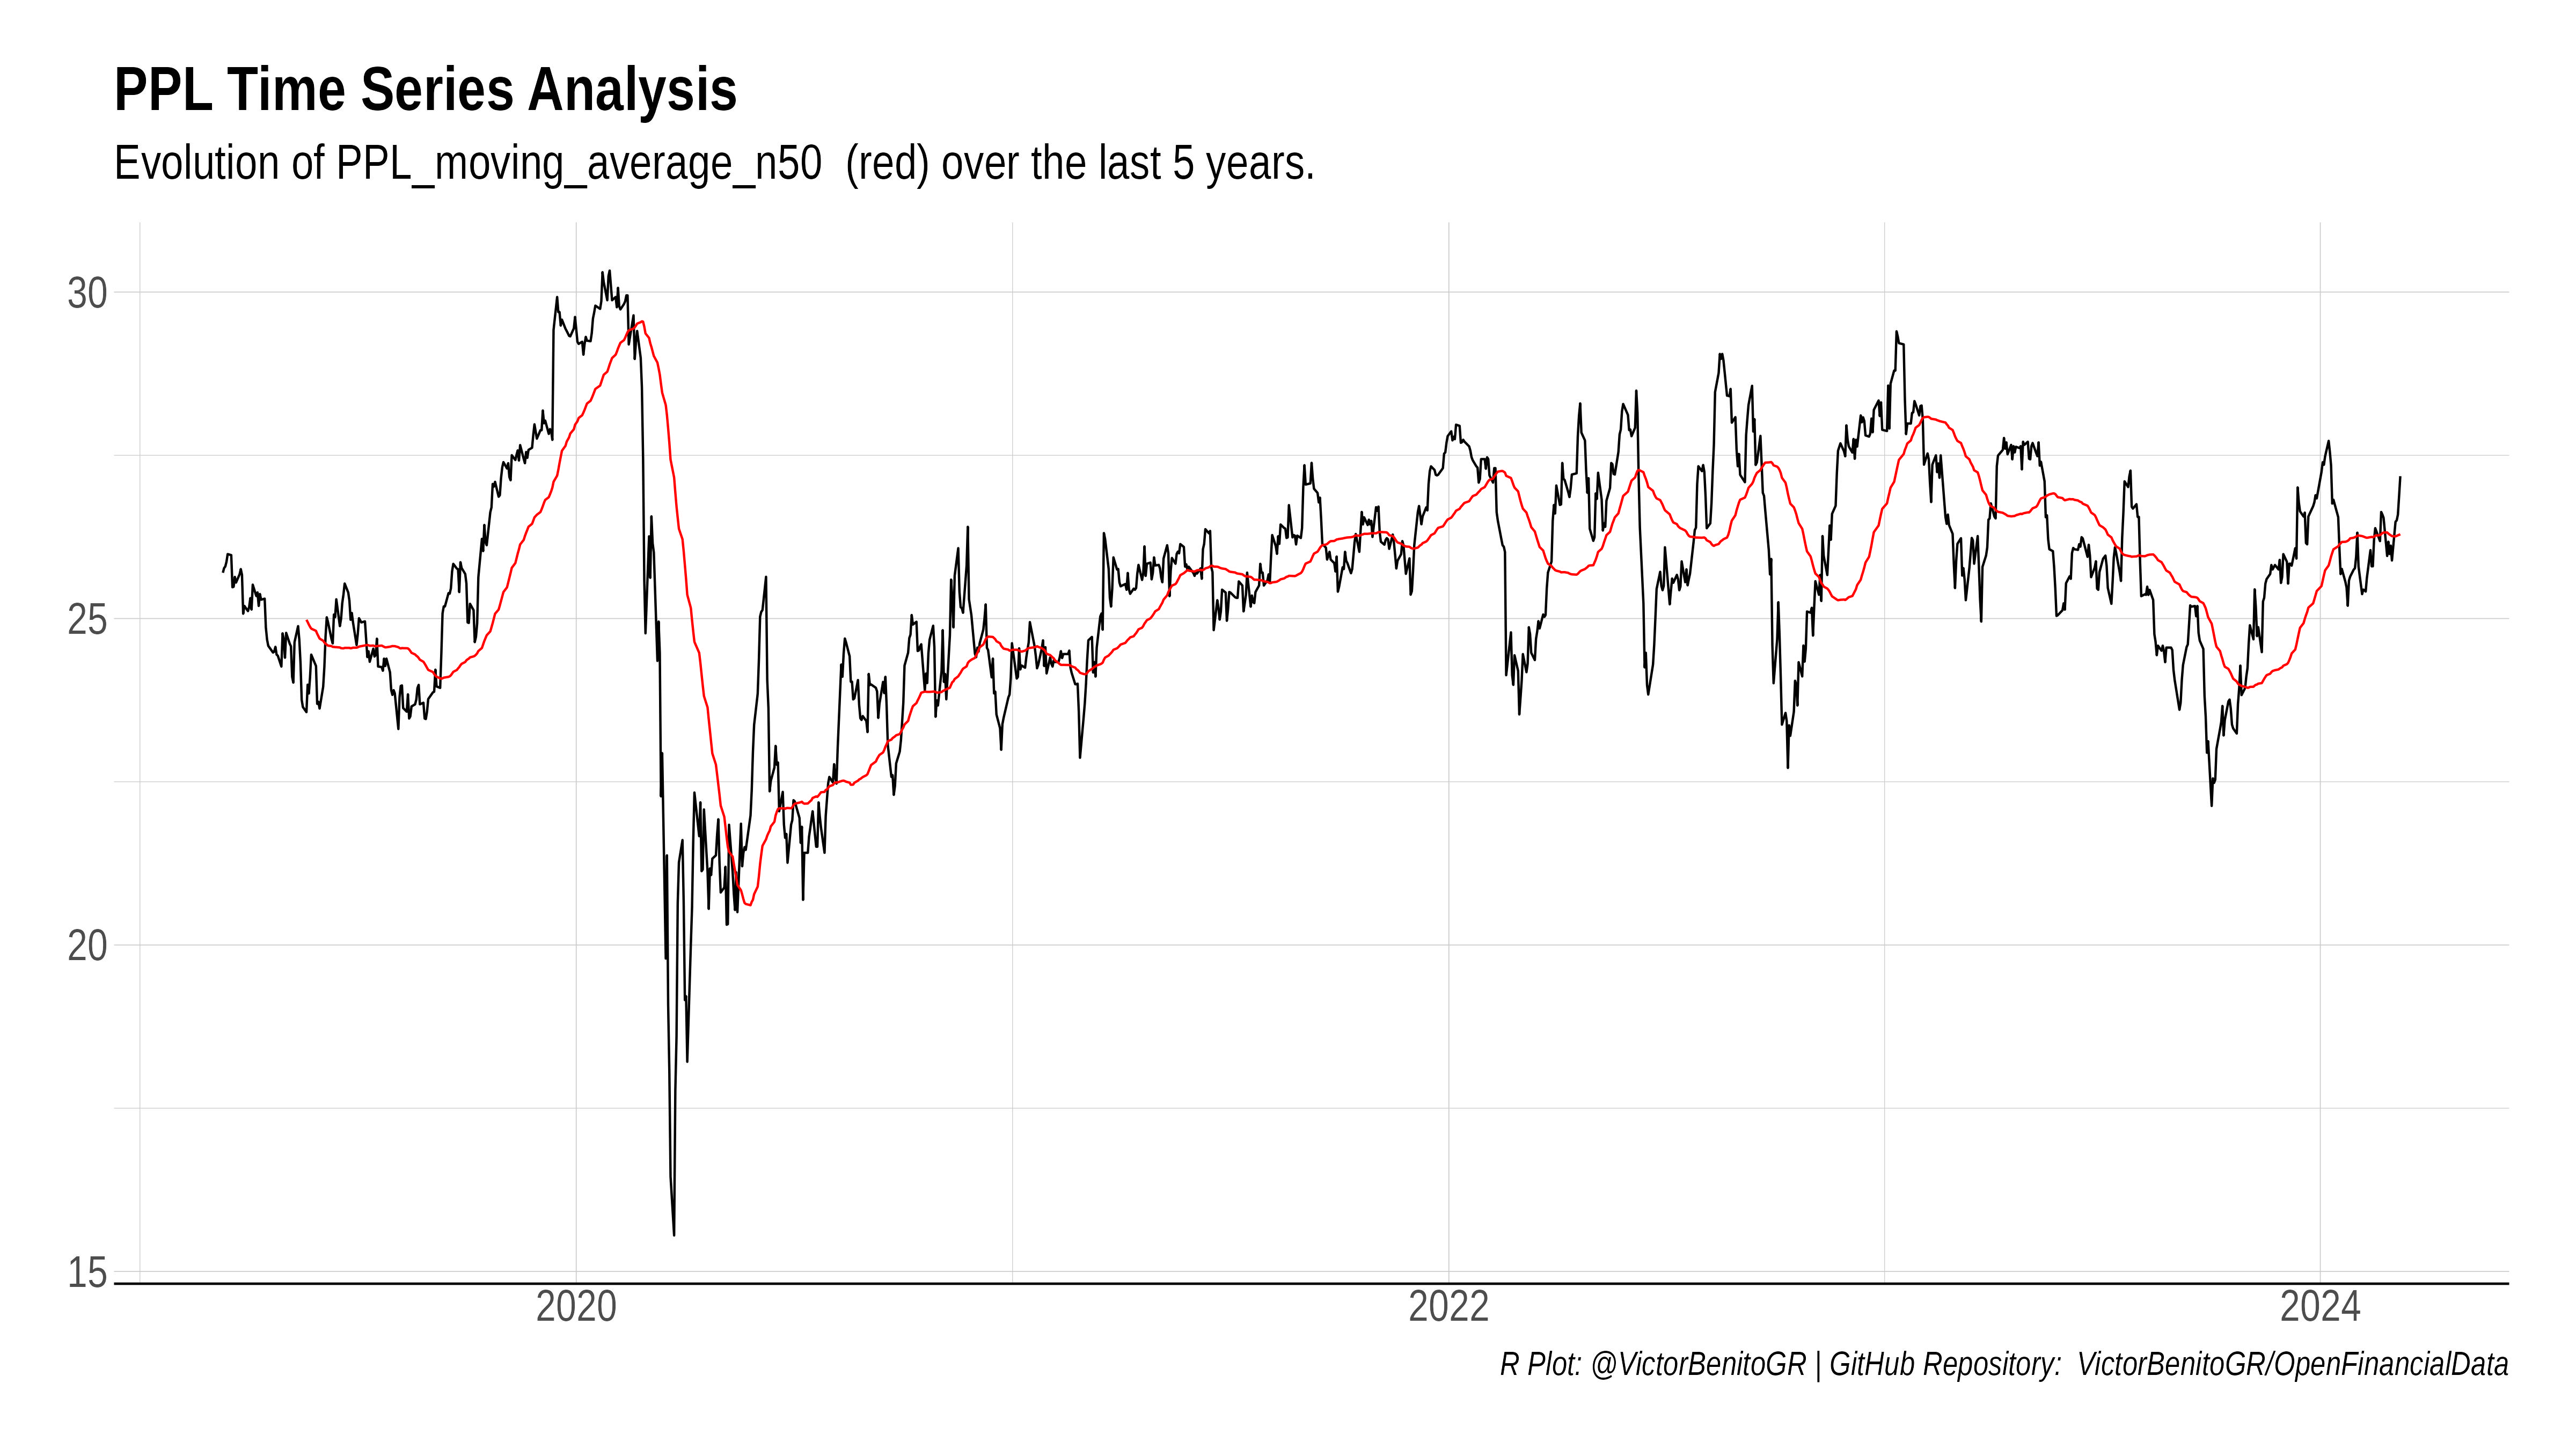 PPL Time Series Analysis
Evolution of PPL_moving_average_n50  (red) over the last 5 years.
30
25
20
15
2020
2022
2024
R Plot: @VictorBenitoGR | GitHub Repository:  VictorBenitoGR/OpenFinancialData